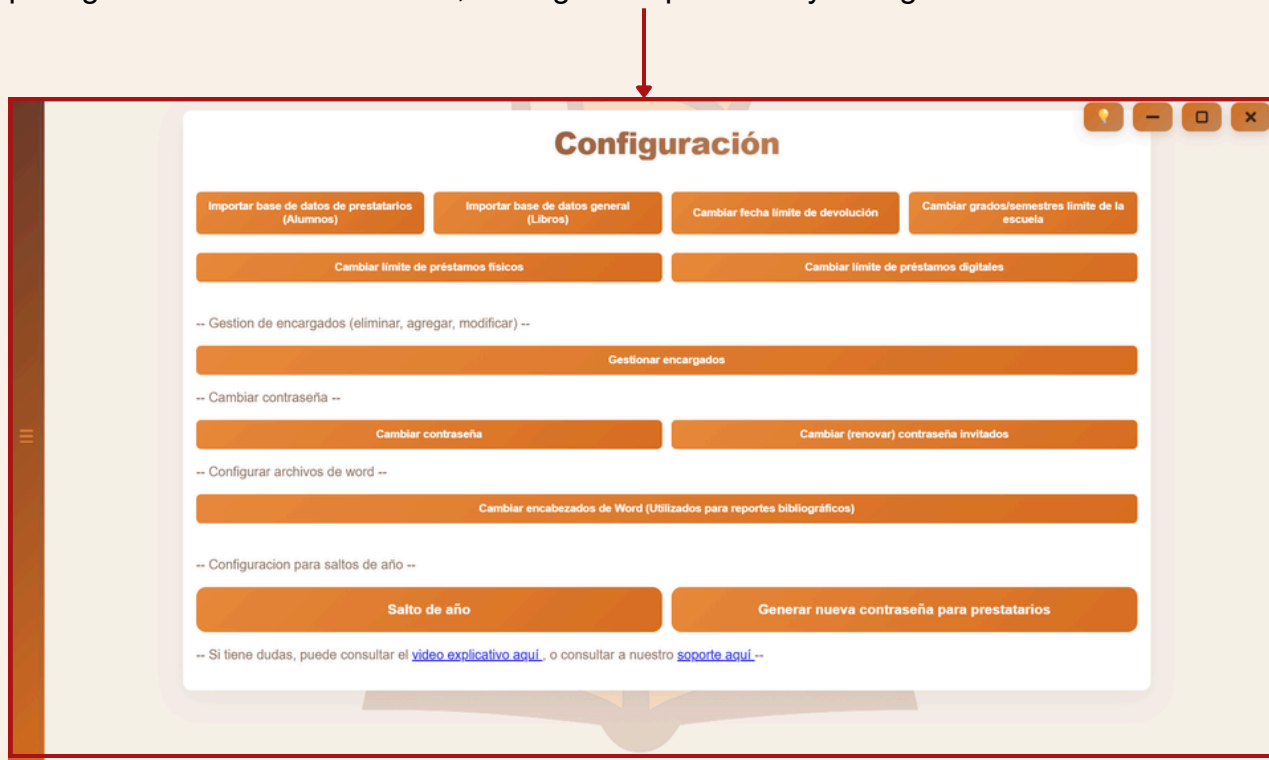 Configuración
Importar base de datos de prestatarios
(Alumnos)
Importar base de datos general
(Libros)
Cambiar fecha límite de devolución
Cambiar grados/semestres limite de la
escuela
Cambiar límite de préstamos físicos
Cambiar límite de préstamos digitales
-- Gestion de encargados (eliminar, agregar, modificar) --
Gestionar encargados
-- Cambiar contraseña --
Cambiar contraseña
Cambiar (renovar) contraseña invitados
-- Configurar archivos de word --
Cambiar encabezados de Word (Utilizados para reportes bibliográficos)
-- Configuracion para saltos de año --
Salto de año
Generar nueva contraseña para prestatarios
-- Si tiene dudas, puede consultar el video explicativo aquí , o consultar a nuestro soporte aquí --